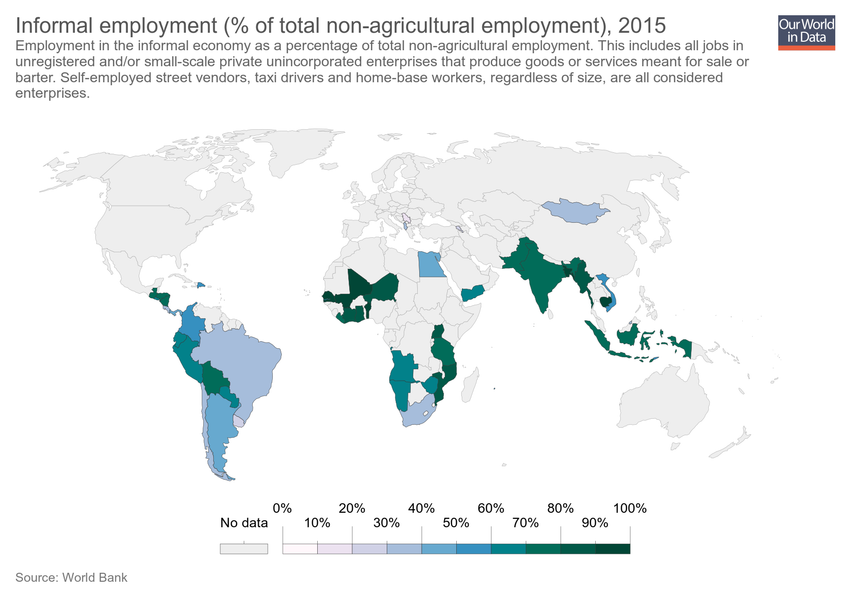 Informal employment (% of total non-agricultural employment), 2015
Our World
in Data
Employment in the informal economy as a percentage of total non-agricultural employment. This includes all jobs in
unregistered and/or small-scale private unincorporated enterprises that produce goods or services meant for sale or
barter. Self-employed street vendors, taxi drivers and home-base workers, regardless of size, are all considered
enterprises.
0% 20% 40% 60% 80% 100%
No data 10% 30% 50% 70% 90%
Source: World Bank